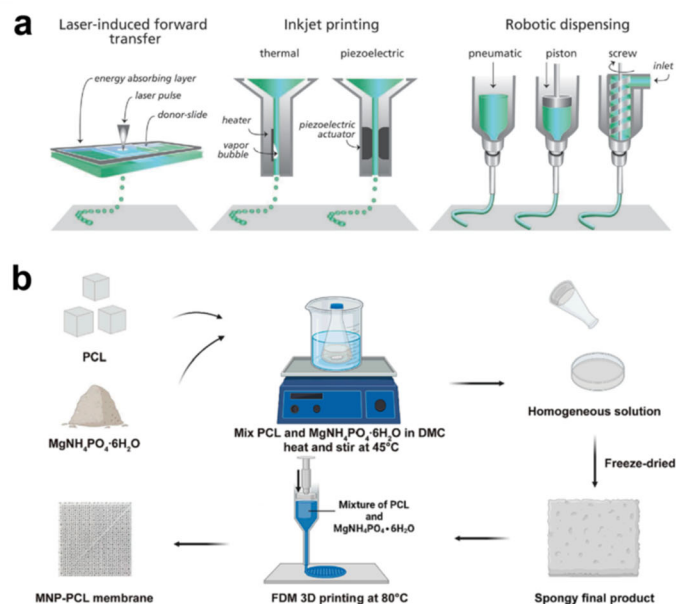 a
Laser-induced forward
transfer
energy absorbing layer
laser pulse
donor-slide
Inkjet printing
thermal
piezoelectric
heater
vapor
bubble
piezoelectric
actuator
Robotic dispensing
pneumatic
piston
screw
inlet
b
PCL
MgNH₄PO₄·6H₂O
Mix PCL and MgNH₄PO₄·6H₂O in DMC
heat and stir at 45°C
Homogeneous solution
Freeze-dried
Spongy final product
Mixture of PCL
and
MgNH₄PO₄•6H₂O
FDM 3D printing at 80°C
MNP-PCL membrane